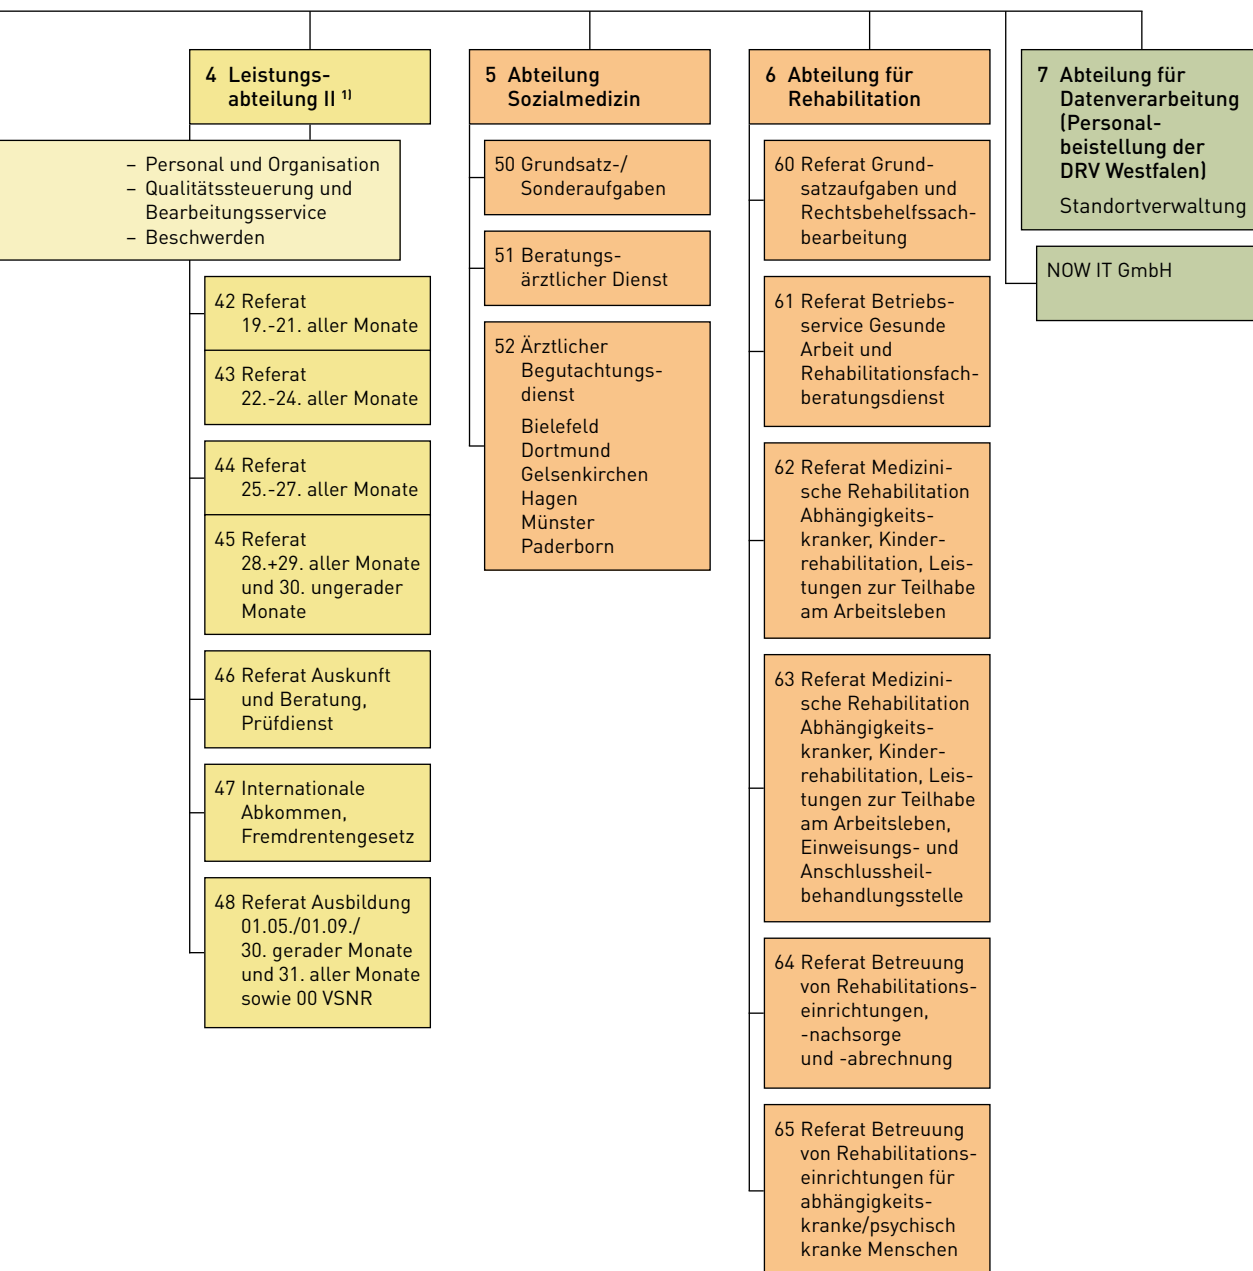 4 Leistungs-
abteilung II 1)
– Personal und Organisation
– Qualitätssteuerung und
Bearbeitungsservice
– Beschwerden
42 Referat
19.-21. aller Monate
43 Referat
22.-24. aller Monate
44 Referat
25.-27. aller Monate
45 Referat
28.+29. aller Monate
und 30. ungerader
Monate
46 Referat Auskunft
und Beratung,
Prüfdienst
47 Internationale
Abkommen,
Fremdrentengesetz
48 Referat Ausbildung
01.05./01.09./
30. gerader Monate
und 31. aller Monate
sowie 00 VSNR
5 Abteilung
Sozialmedizin
50 Grundsatz-/
Sonderaufgaben
51 Beratungs-
ärztlicher Dienst
52 Ärztlicher
Begutachtungs-
dienst
Bielefeld
Dortmund
Gelsenkirchen
Hagen
Münster
Paderborn
6 Abteilung für
Rehabilitation
60 Referat Grund-
satzaufgaben und
Rechtsbehelfssach-
bearbeitung
61 Referat Betriebs-
service Gesunde
Arbeit und
Rehabilitationsfach-
beratungsdienst
62 Referat Medizini-
sche Rehabilitation
Abhängigkeits-
kranker, Kinder-
rehabilitation, Leis-
tungen zur Teilhabe
am Arbeitsleben
63 Referat Medizini-
sche Rehabilitation
Abhängigkeits-
kranker, Kinder-
rehabilitation, Leis-
tungen zur Teilhabe
am Arbeitsleben,
Einweisungs- und
Anschlussheil-
behandlungsstelle
64 Referat Betreuung
von Rehabilitations-
einrichtungen,
-nachsorge
und -abrechnung
65 Referat Betreuung
von Rehabilitations-
einrichtungen für
abhängigkeits-
kranke/psychisch
kranke Menschen
7 Abteilung für
Datenverarbeitung
(Personal-
beistellung der
DRV Westfalen)
Standortverwaltung
NOW IT GmbH